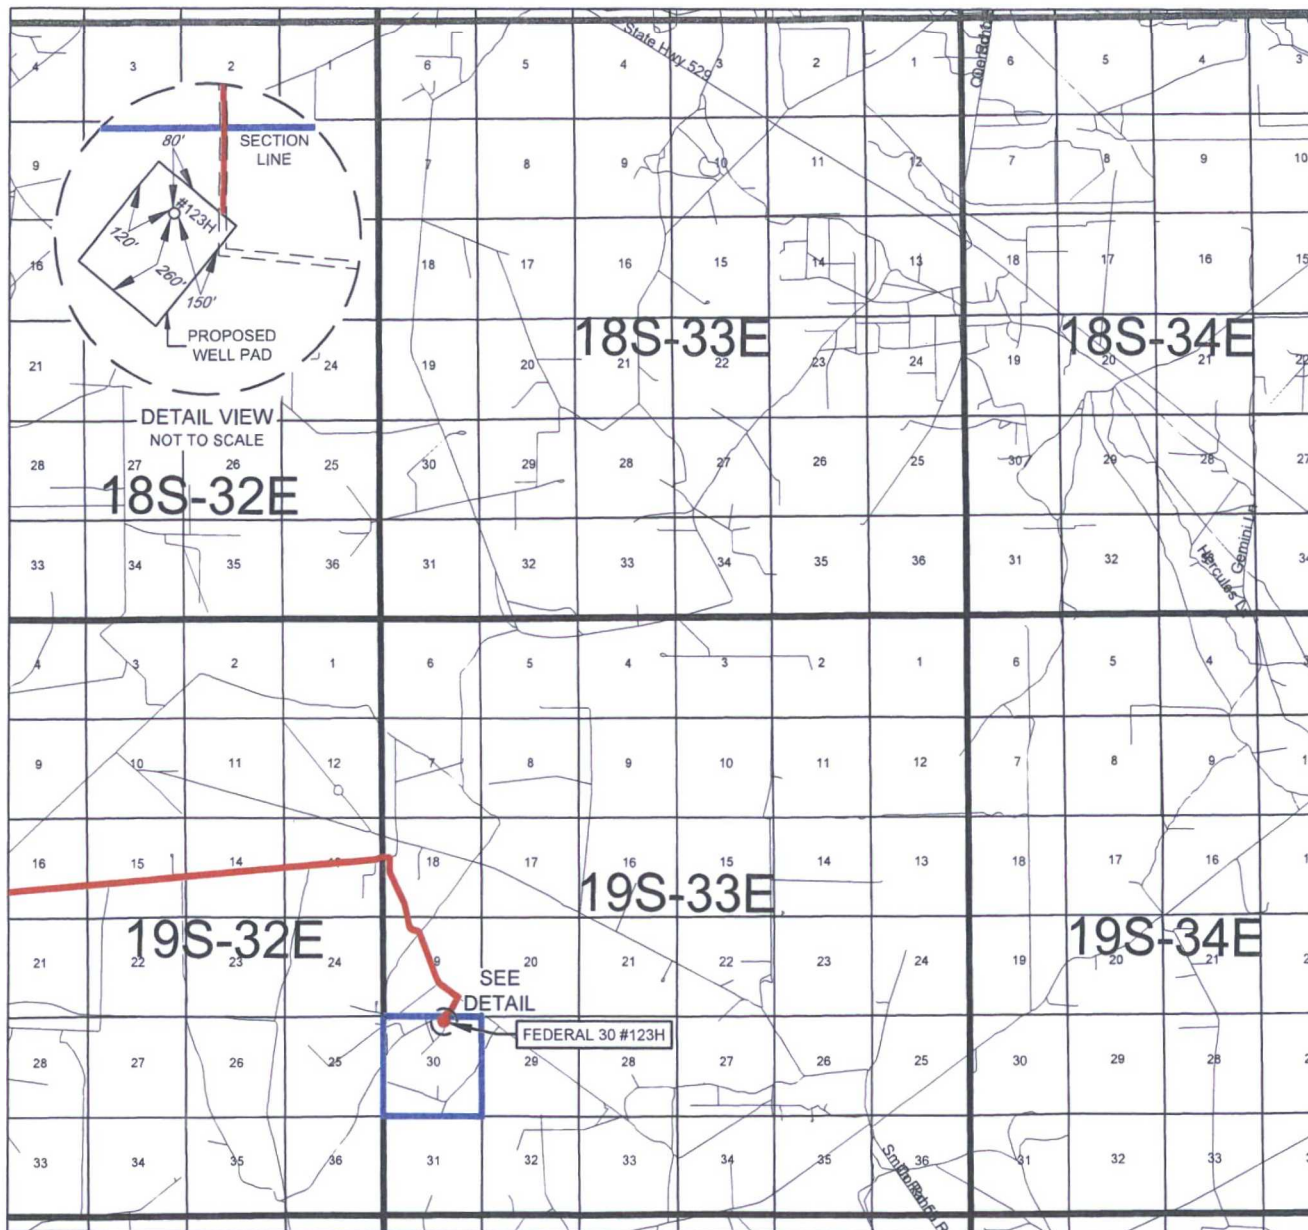 State Hwy 529
4 3 2 1 6 5 4 3 2 1 6 5 4 3
SECTION
LINE
80'
9 7 8 9 10 11 12 7 8 9 10
#123H
120'
16 18 17 16 15 14 13 18 17 16 15
260'
150'
PROPOSED
WELL PAD
18S-33E
18S-34E
21 24 19 20 21 22 23 24 19 20 21 22
DETAIL VIEW
NOT TO SCALE
28 27 26 25 30 29 28 27 26 25 30 29 28 27
18S-32E
Gemini Ln
Hercules
33 34 35 36 31 32 33 34 35 36 31 32 34
4 3 2 1 6 5 4 3 2 1 6 5 4
9 10 11 12 7 8 9 10 11 12 7 8 9
16 15 14 18 17 16 15 14 13 18 17 16
19S-33E
19S-32E
19S-34E
21 22 23 24 20 21 22 23 24 19 20 21
SEE
DETAIL
FEDERAL 30 #123H
28 27 26 25 30 29 28 27 26 25 30 29 28
33 34 35 36 31 32 33 34 35 36 31 32 33